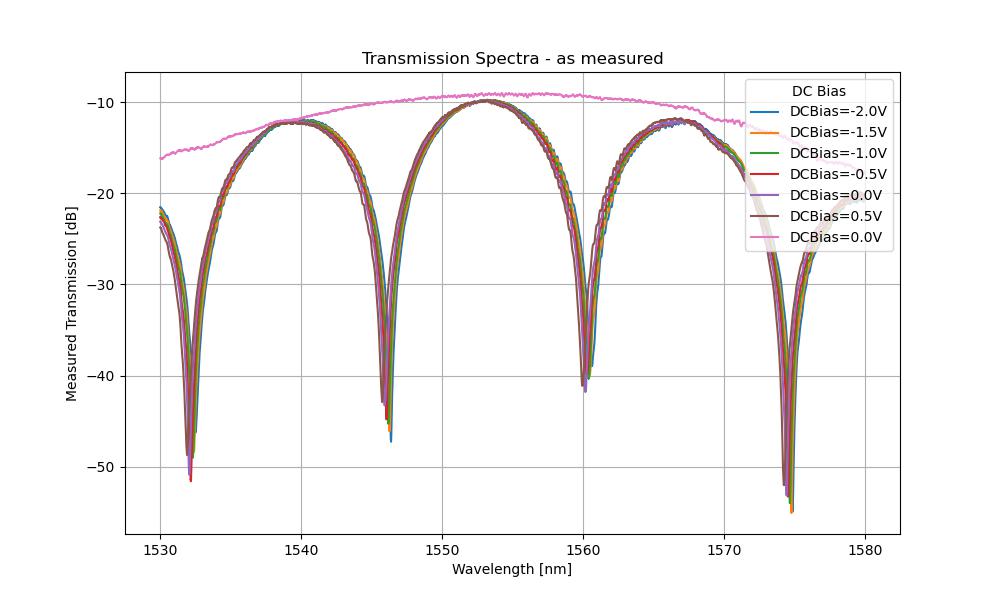 Transmission Spectra - as measured
Measured Transmission [dB]
−10
−20
−30
−40
−50
DC Bias
DCBias=-2.0V
DCBias=-1.5V
DCBias=-1.0V
DCBias=-0.5V
DCBias=0.0V
DCBias=0.5V
DCBias=0.0V
1530
1540
1550
1560
1570
1580
Wavelength [nm]